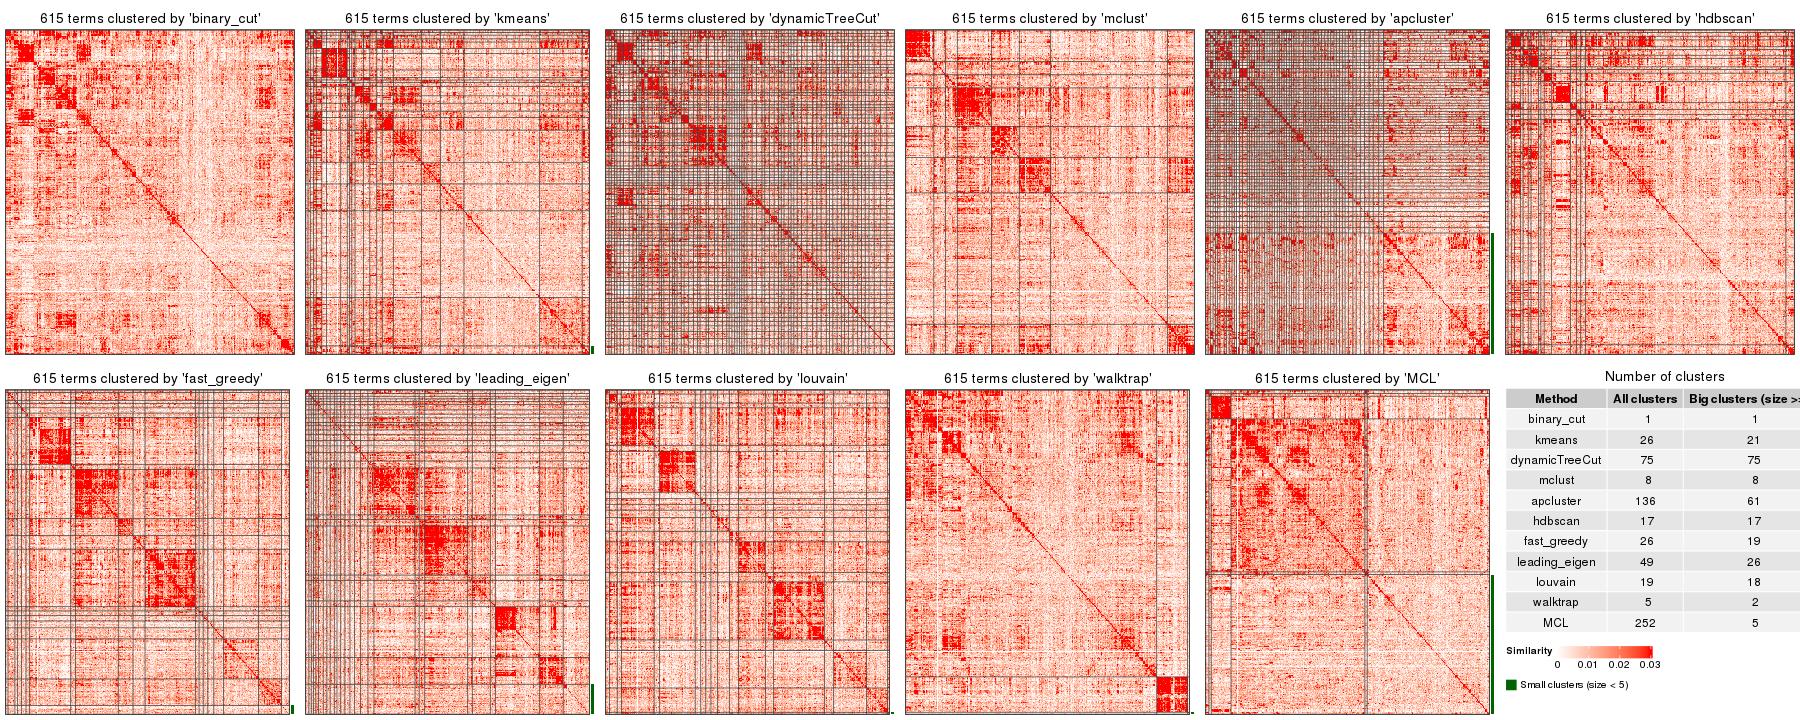 615 terms clustered by 'binary_cut'
615 terms clustered by 'kmeans'
615 terms clustered by 'dynamicTreeCut'
615 terms clustered by 'mclust'
615 terms clustered by 'apcluster'
615 terms clustered by 'hdbscan'
615 terms clustered by 'fast_greedy'
615 terms clustered by 'leading_eigen'
615 terms clustered by 'louvain'
615 terms clustered by 'walktrap'
615 terms clustered by 'MCL'
Number of clusters
Method All clusters Big clusters (size >=
binary_cut 1 1
kmeans 26 21
dynamicTreeCut 75 75
mclust 8 8
apcluster 136 61
hdbscan 17 17
fast_greedy 26 19
leading_eigen 49 26
louvain 19 18
walktrap 5 2
MCL 252 5
Similarity
0 0.01 0.02 0.03
Small clusters (size < 5)